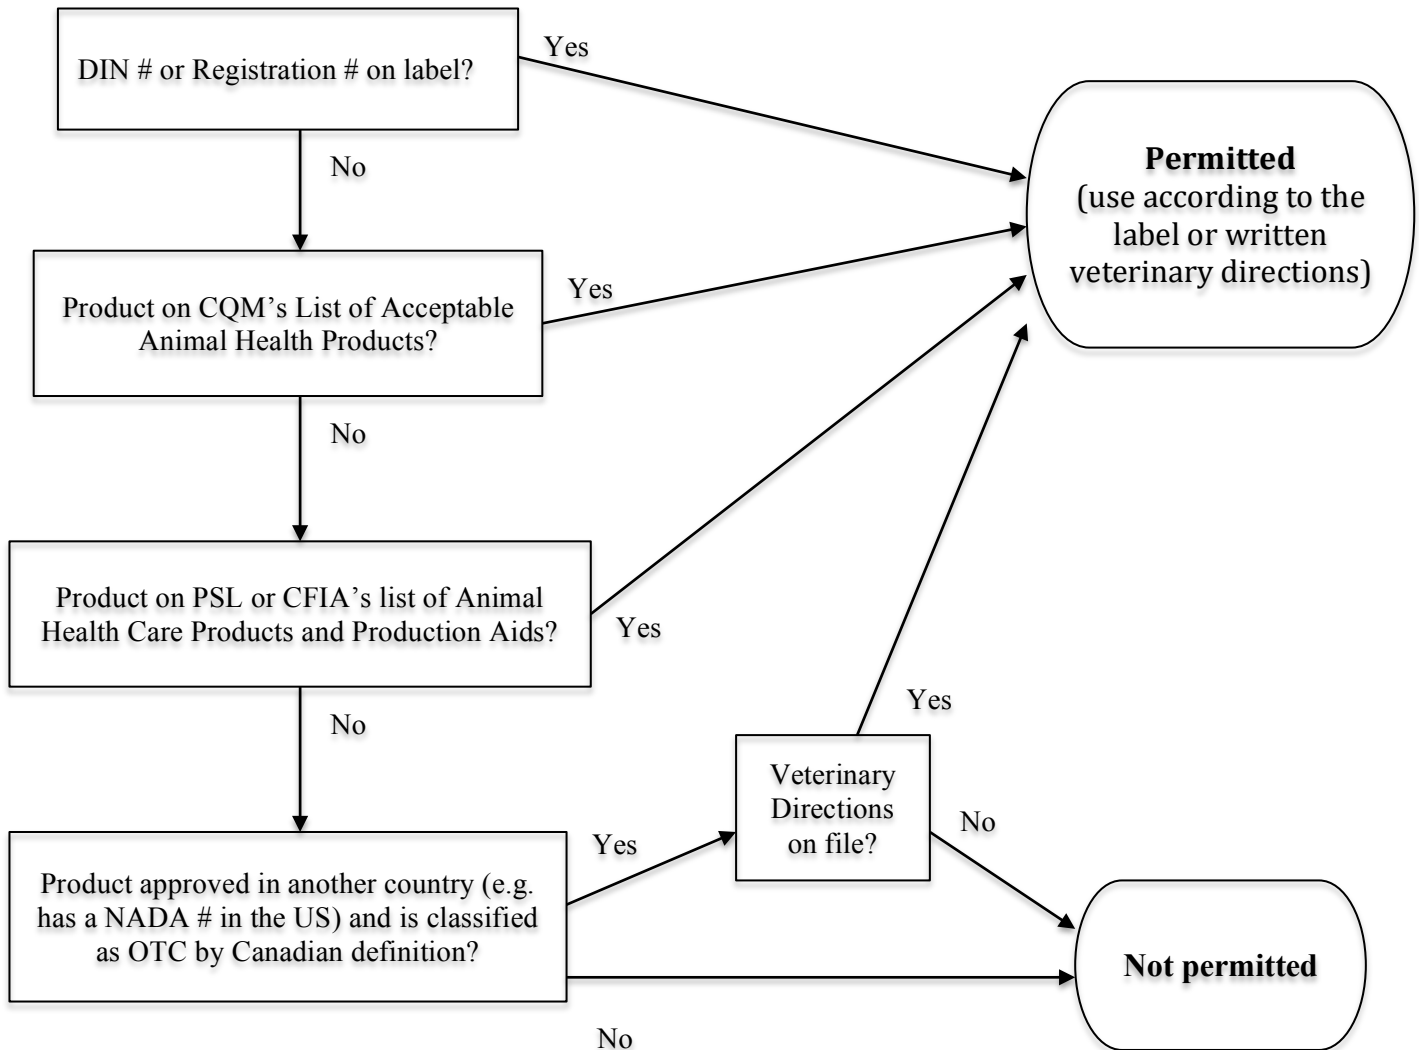 DIN # or Registration # on label?
Yes
No
Permitted
(use according to the
label or written
veterinary directions)
Product on CQM’s List of Acceptable
Animal Health Products?
Yes
No
Product on PSL or CFIA’s list of Animal
Health Care Products and Production Aids?
Yes
No
Product approved in another country (e.g.
has a NADA # in the US) and is classified
as OTC by Canadian definition?
Yes
No
Veterinary
Directions
on file?
Yes
No
Not permitted